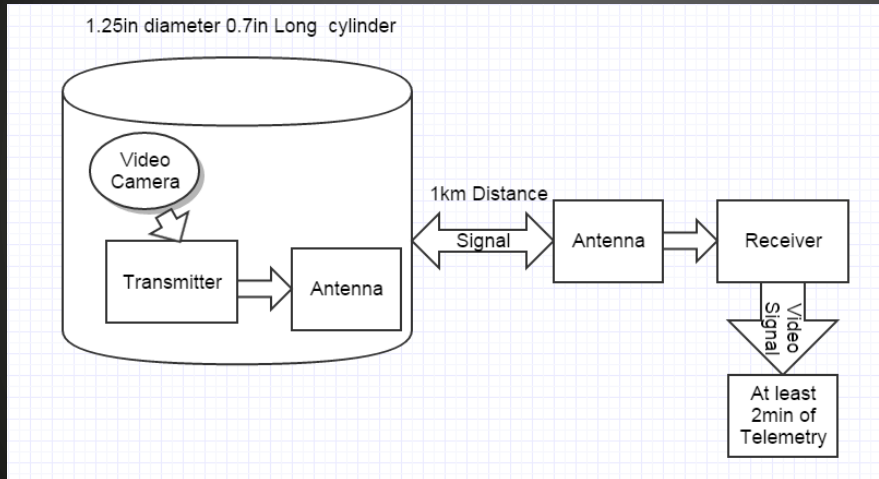 1.25in diameter 0.7in Long cylinder
Video
Camera
Transmitter
Antenna
1km Distance
Signal
Antenna
Receiver
Video
Signal
At least
2min of
Telemetry